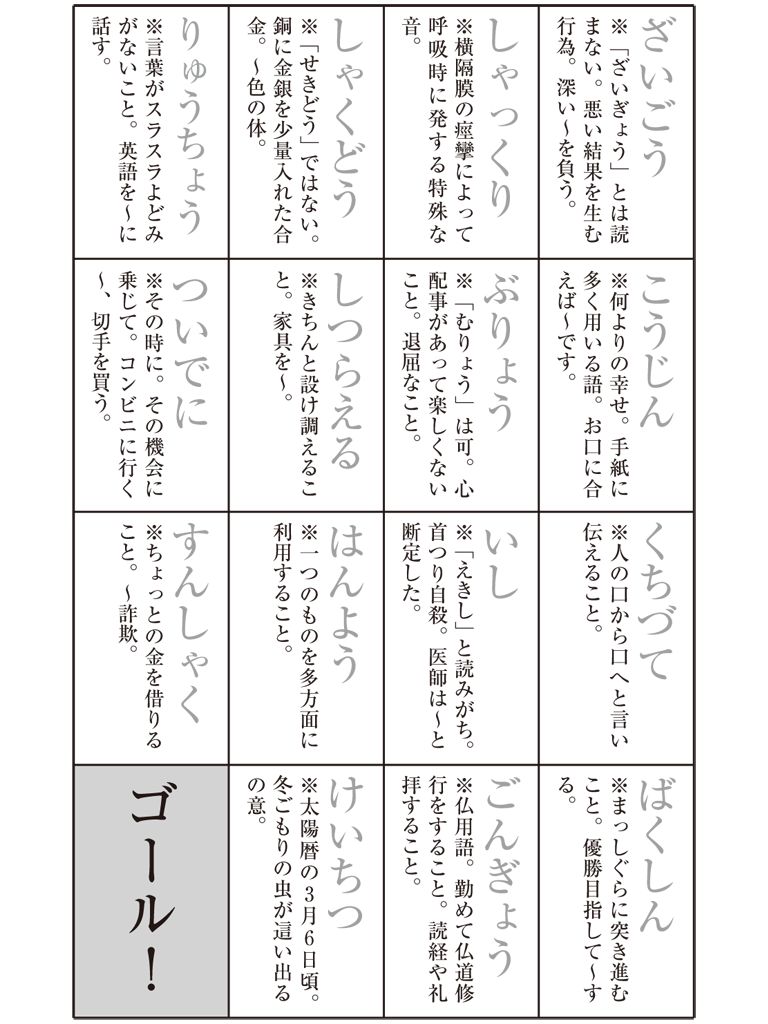 ざいごう
※「ざいぎょう」とは読
まない。悪い結果を生む
行為。深い～を負う。
しゃっくり
※横隔膜の痙攣によって
呼吸時に発する特殊な
音。
しゃくどう
※「せきどう」ではない。
銅に金銀を少量入れた合
金。～色の体。
りゅうちょう
※言葉がスラスラよどみ
がないこと。英語を～に
話す。
こうじん
※何よりの幸せ。手紙に
多く用いる語。お口に合
えば～です。
ぶりょう
※「むりょう」は可。心
配事があって楽しくない
こと。退屈なこと。
しつらえる
※きちんと設け調えるこ
と。家具を～。
ついでに
※その時に。その機会に
乗じて。コンビニに行く
～、切手を買う。
くちづて
※人の口から口へと言い
伝えること。
いし
※「えきし」と読みがち。
首つり自殺。医師は～と
断定した。
はんよう
※一つのものを多方面に
利用すること。
すんしゃく
※ちょっとの金を借りる
こと。～詐欺。
ばくしん
※まっしぐらに突き進む
こと。優勝目指して～す
る。
ごんぎょう
※仏用語。勤めて仏道修
行をすること。読経や礼
拝すること。
けいちつ
※太陽暦の3月6日頃。
冬ごもりの虫が這い出る
の意。
ゴール！